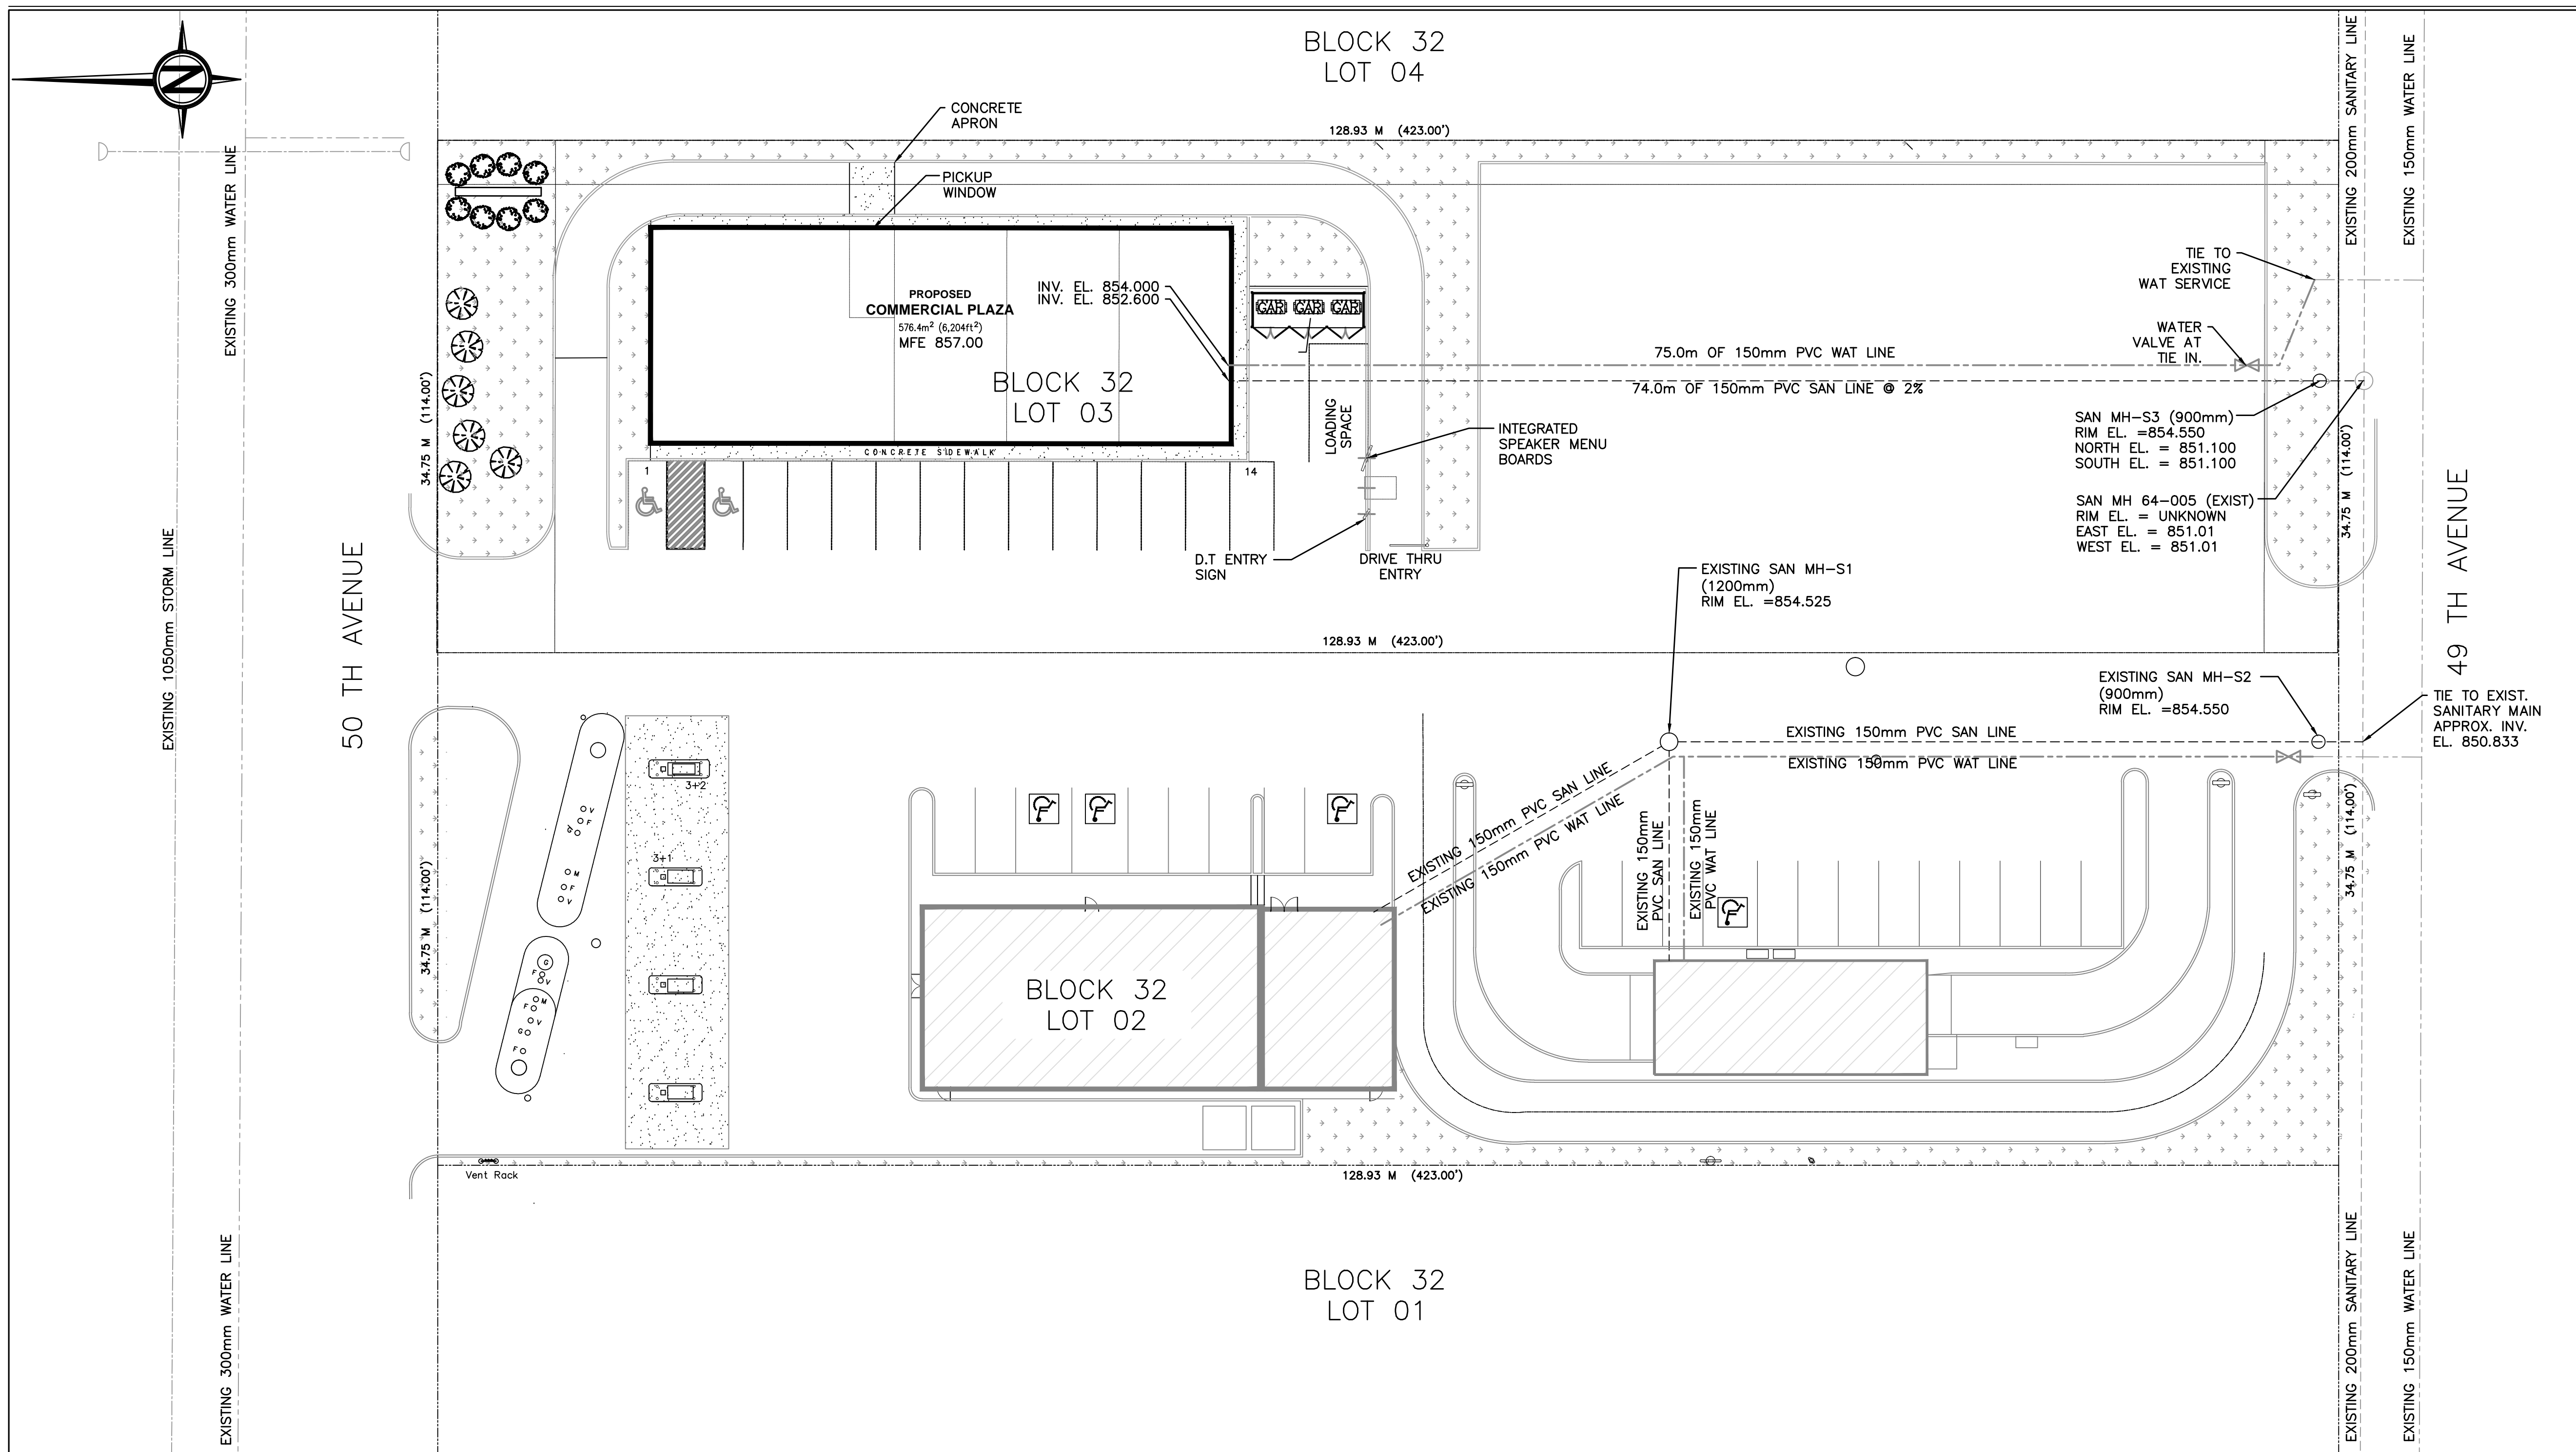 BLOCK 32
LOT 04
N
CONCRETE
APRON
128.93 M (423.00')
PICKUP
WINDOW
EXISTING 300mm WATER LINE
EXISTING 200mm SANITARY LINE
EXISTING 150mm WATER LINE
TIE TO
EXISTING
WAT SERVICE
INV. EL. 854.000
INV. EL. 852.600
PROPOSED
COMMERCIAL PLAZA
576.4m² (6,204ft²)
MFE 857.00
GAR
GAR
GAR
WATER
VALVE AT
TIE IN.
75.0m OF 150mm PVC WAT LINE
74.0m OF 150mm PVC SAN LINE @ 2%
BLOCK 32
LOT 03
34.75 M (114.00')
LOADING
SPACE
INTEGRATED
SPEAKER MENU
BOARDS
SAN MH-S3 (900mm)
RIM EL. =854.550
NORTH EL. = 851.100
SOUTH EL. = 851.100
34.75 M (114.00')
CONCRETE SIDEWALK
1
14
SAN MH 64-005 (EXIST)
RIM EL. = UNKNOWN
EAST EL. = 851.01
WEST EL. = 851.01
49 TH AVENUE
50 TH AVENUE
EXISTING 1050mm STORM LINE
D.T ENTRY
SIGN
DRIVE THRU
ENTRY
EXISTING SAN MH-S1
(1200mm)
RIM EL. =854.525
128.93 M (423.00')
EXISTING SAN MH-S2
(900mm)
RIM EL. =854.550
TIE TO EXIST.
SANITARY MAIN
APPROX. INV.
EL. 850.833
EXISTING 150mm PVC SAN LINE
EXISTING 150mm PVC WAT LINE
3+2
EXISTING 150mm PVC SAN LINE
EXISTING 150mm PVC WAT LINE
EXISTING 150mm
PVC SAN LINE
EXISTING 150mm
PVC WAT LINE
34.75 M (114.00')
V
F
G
3+1
M
F
V
34.75 M (114.00')
G
F
V
M
F
V
G
F
BLOCK 32
LOT 02
Vent Rack
128.93 M (423.00')
EXISTING 300mm WATER LINE
BLOCK 32
LOT 01
EXISTING 200mm SANITARY LINE
EXISTING 150mm WATER LINE